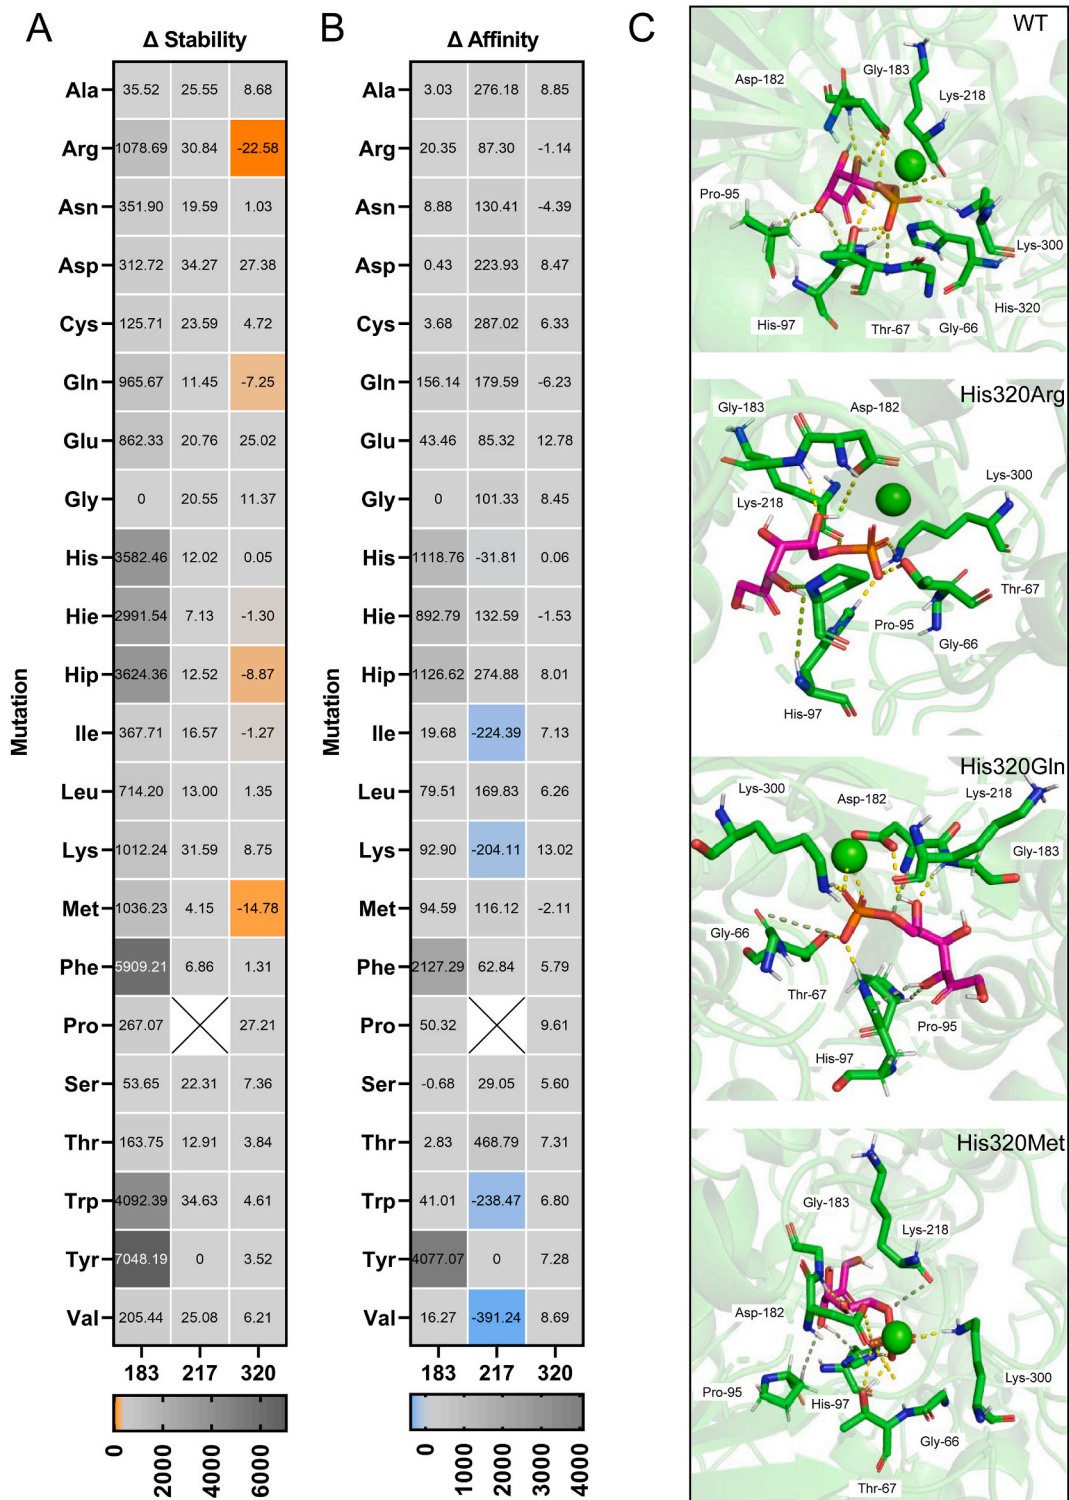 A
Δ Stability
Mutation
Ala 35.52 25.55 8.68
Arg 1078.69 30.84 -22.58
Asn 351.90 19.59 1.03
Asp 312.72 34.27 27.38
Cys 125.71 23.59 4.72
Gln 965.67 11.45 -7.25
Glu 862.33 20.76 25.02
Gly 0 20.55 11.37
His 3582.46 12.02 0.05
Hie 2991.54 7.13 -1.30
Hip 3624.36 12.52 -8.87
Ile 367.71 16.57 -1.27
Leu 714.20 13.00 1.35
Lys 1012.24 31.59 8.75
Met 1036.23 4.15 -14.78
Phe 5909.21 6.86 1.31
Pro 267.07 27.21
Ser 53.65 22.31 7.36
Thr 163.75 12.91 3.84
Trp 4092.39 34.63 4.61
Tyr 7048.19 0 3.52
Val 205.44 25.08 6.21
183 217 320
0 2000 4000 6000
B
Δ Affinity
Mutation
Ala 3.03 276.18 8.85
Arg 20.35 87.30 -1.14
Asn 8.88 130.41 -4.39
Asp 0.43 223.93 8.47
Cys 3.68 287.02 6.33
Gln 156.14 179.59 -6.23
Glu 43.46 85.32 12.78
Gly 0 101.33 8.45
His 1118.76 -31.81 0.06
Hie 892.79 132.59 -1.53
Hip 1126.62 274.88 8.01
Ile 19.68 -224.39 7.13
Leu 79.51 169.83 6.26
Lys 92.90 -204.11 13.02
Met 94.59 116.12 -2.11
Phe 2127.29 62.84 5.79
Pro 50.32 9.61
Ser -0.68 29.05 5.60
Thr 2.83 468.79 7.31
Trp 41.01 -238.47 6.80
Tyr 4077.07 0 7.28
Val 16.27 -391.24 8.69
183 217 320
0 1000 2000 3000 4000
C
WT
Gly-183
Asp-182
Lys-218
Pro-95
Lys-300
His-320
His-97
Thr-67
Gly-66
His320Arg
Gly-183
Asp-182
Lys-300
Lys-218
Thr-67
Pro-95
Gly-66
His-97
His320Gln
Lys-300
Asp-182
Lys-218
Gly-183
Gly-66
Thr-67
Pro-95
His-97
His320Met
Gly-183
Lys-218
Asp-182
Pro-95
His-97
Lys-300
Gly-66
Thr-67